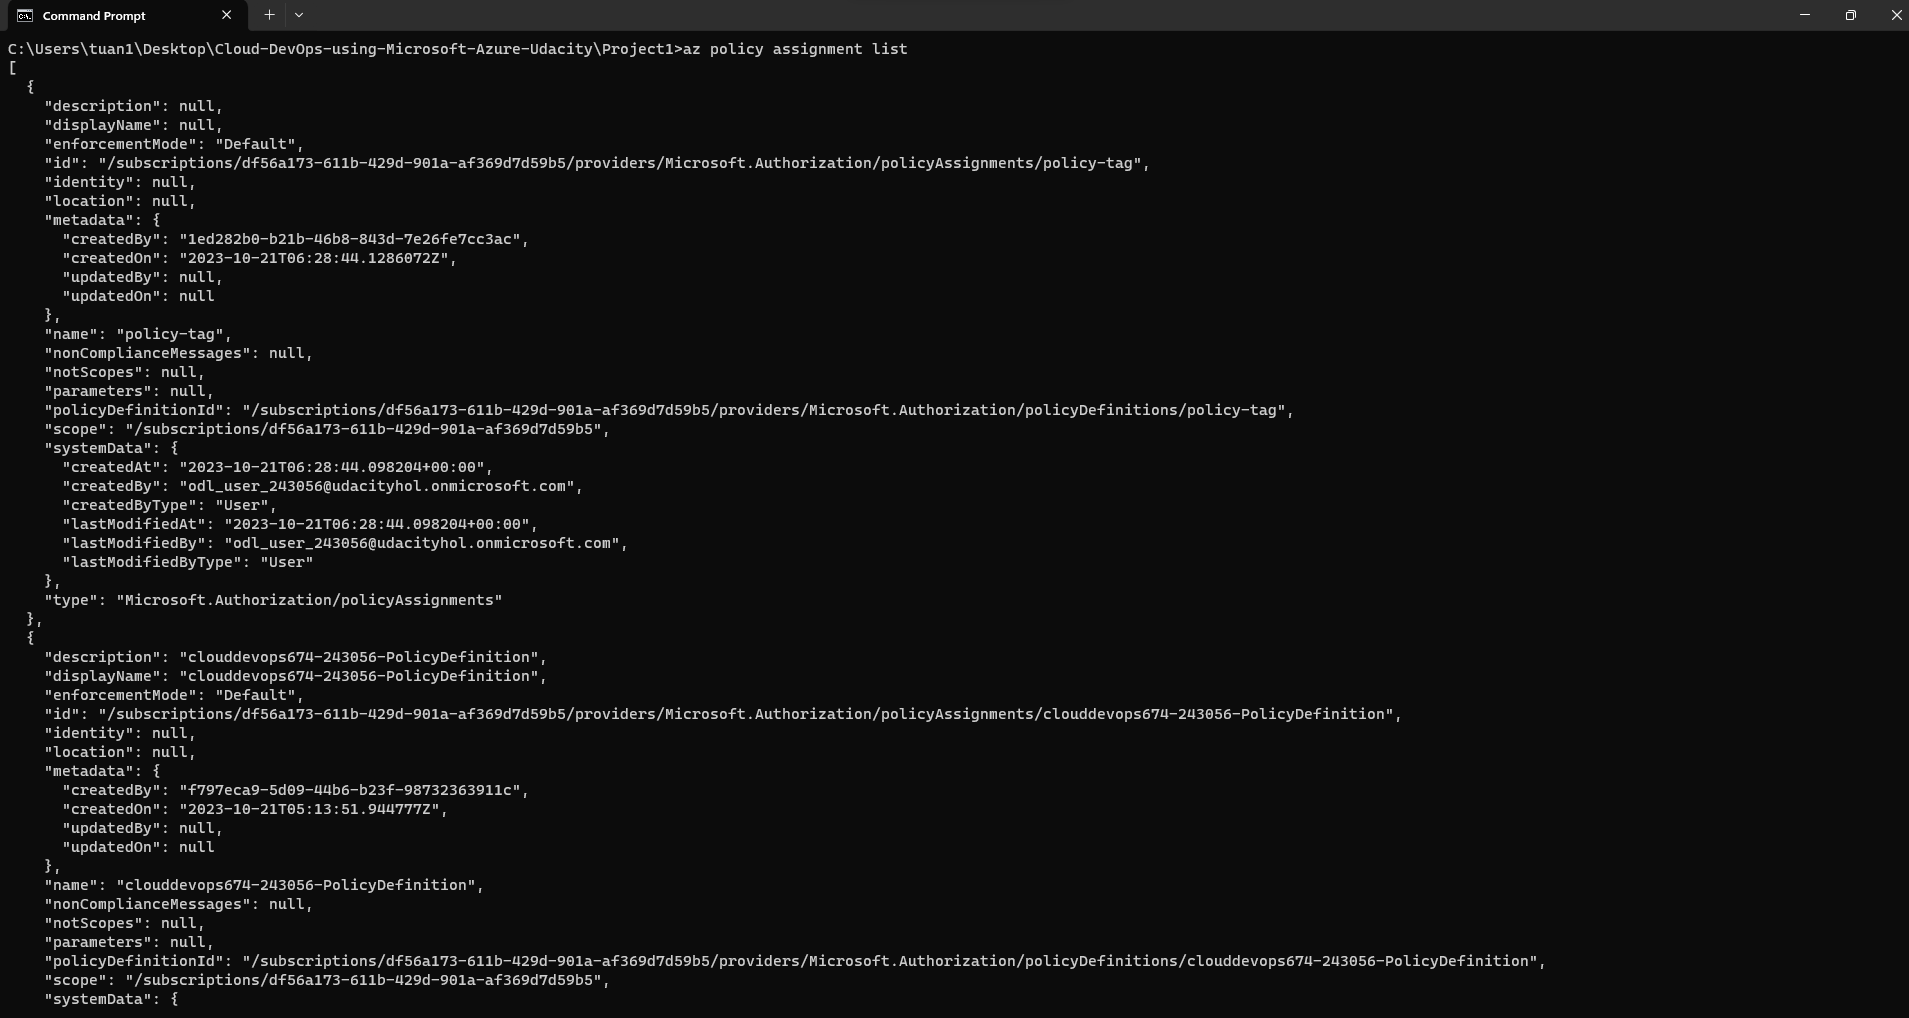 Command Prompt
C:\Users\tuan1\Desktop\Cloud-DevOps-using-Microsoft-Azure-Udacity\Project1>az policy assignment list
[
  {
    "description": null,
    "displayName": null,
    "enforcementMode": "Default",
    "id": "/subscriptions/df56a173-611b-429d-901a-af369d7d59b5/providers/Microsoft.Authorization/policyAssignments/policy-tag",
    "identity": null,
    "location": null,
    "metadata": {
      "createdBy": "1ed282b0-b21b-46b8-843d-7e26fe7cc3ac",
      "createdOn": "2023-10-21T06:28:44.1286072Z",
      "updatedBy": null,
      "updatedOn": null
    },
    "name": "policy-tag",
    "nonComplianceMessages": null,
    "notScopes": null,
    "parameters": null,
    "policyDefinitionId": "/subscriptions/df56a173-611b-429d-901a-af369d7d59b5/providers/Microsoft.Authorization/policyDefinitions/policy-tag",
    "scope": "/subscriptions/df56a173-611b-429d-901a-af369d7d59b5",
    "systemData": {
      "createdAt": "2023-10-21T06:28:44.098204+00:00",
      "createdBy": "odl_user_243056@udacityhol.onmicrosoft.com",
      "createdByType": "User",
      "lastModifiedAt": "2023-10-21T06:28:44.098204+00:00",
      "lastModifiedBy": "odl_user_243056@udacityhol.onmicrosoft.com",
      "lastModifiedByType": "User"
    },
    "type": "Microsoft.Authorization/policyAssignments"
  },
  {
    "description": "clouddevops674-243056-PolicyDefinition",
    "displayName": "clouddevops674-243056-PolicyDefinition",
    "enforcementMode": "Default",
    "id": "/subscriptions/df56a173-611b-429d-901a-af369d7d59b5/providers/Microsoft.Authorization/policyAssignments/clouddevops674-243056-PolicyDefinition",
    "identity": null,
    "location": null,
    "metadata": {
      "createdBy": "f797eca9-5d09-44b6-b23f-98732363911c",
      "createdOn": "2023-10-21T05:13:51.944777Z",
      "updatedBy": null,
      "updatedOn": null
    },
    "name": "clouddevops674-243056-PolicyDefinition",
    "nonComplianceMessages": null,
    "notScopes": null,
    "parameters": null,
    "policyDefinitionId": "/subscriptions/df56a173-611b-429d-901a-af369d7d59b5/providers/Microsoft.Authorization/policyDefinitions/clouddevops674-243056-PolicyDefinition",
    "scope": "/subscriptions/df56a173-611b-429d-901a-af369d7d59b5",
    "systemData": {